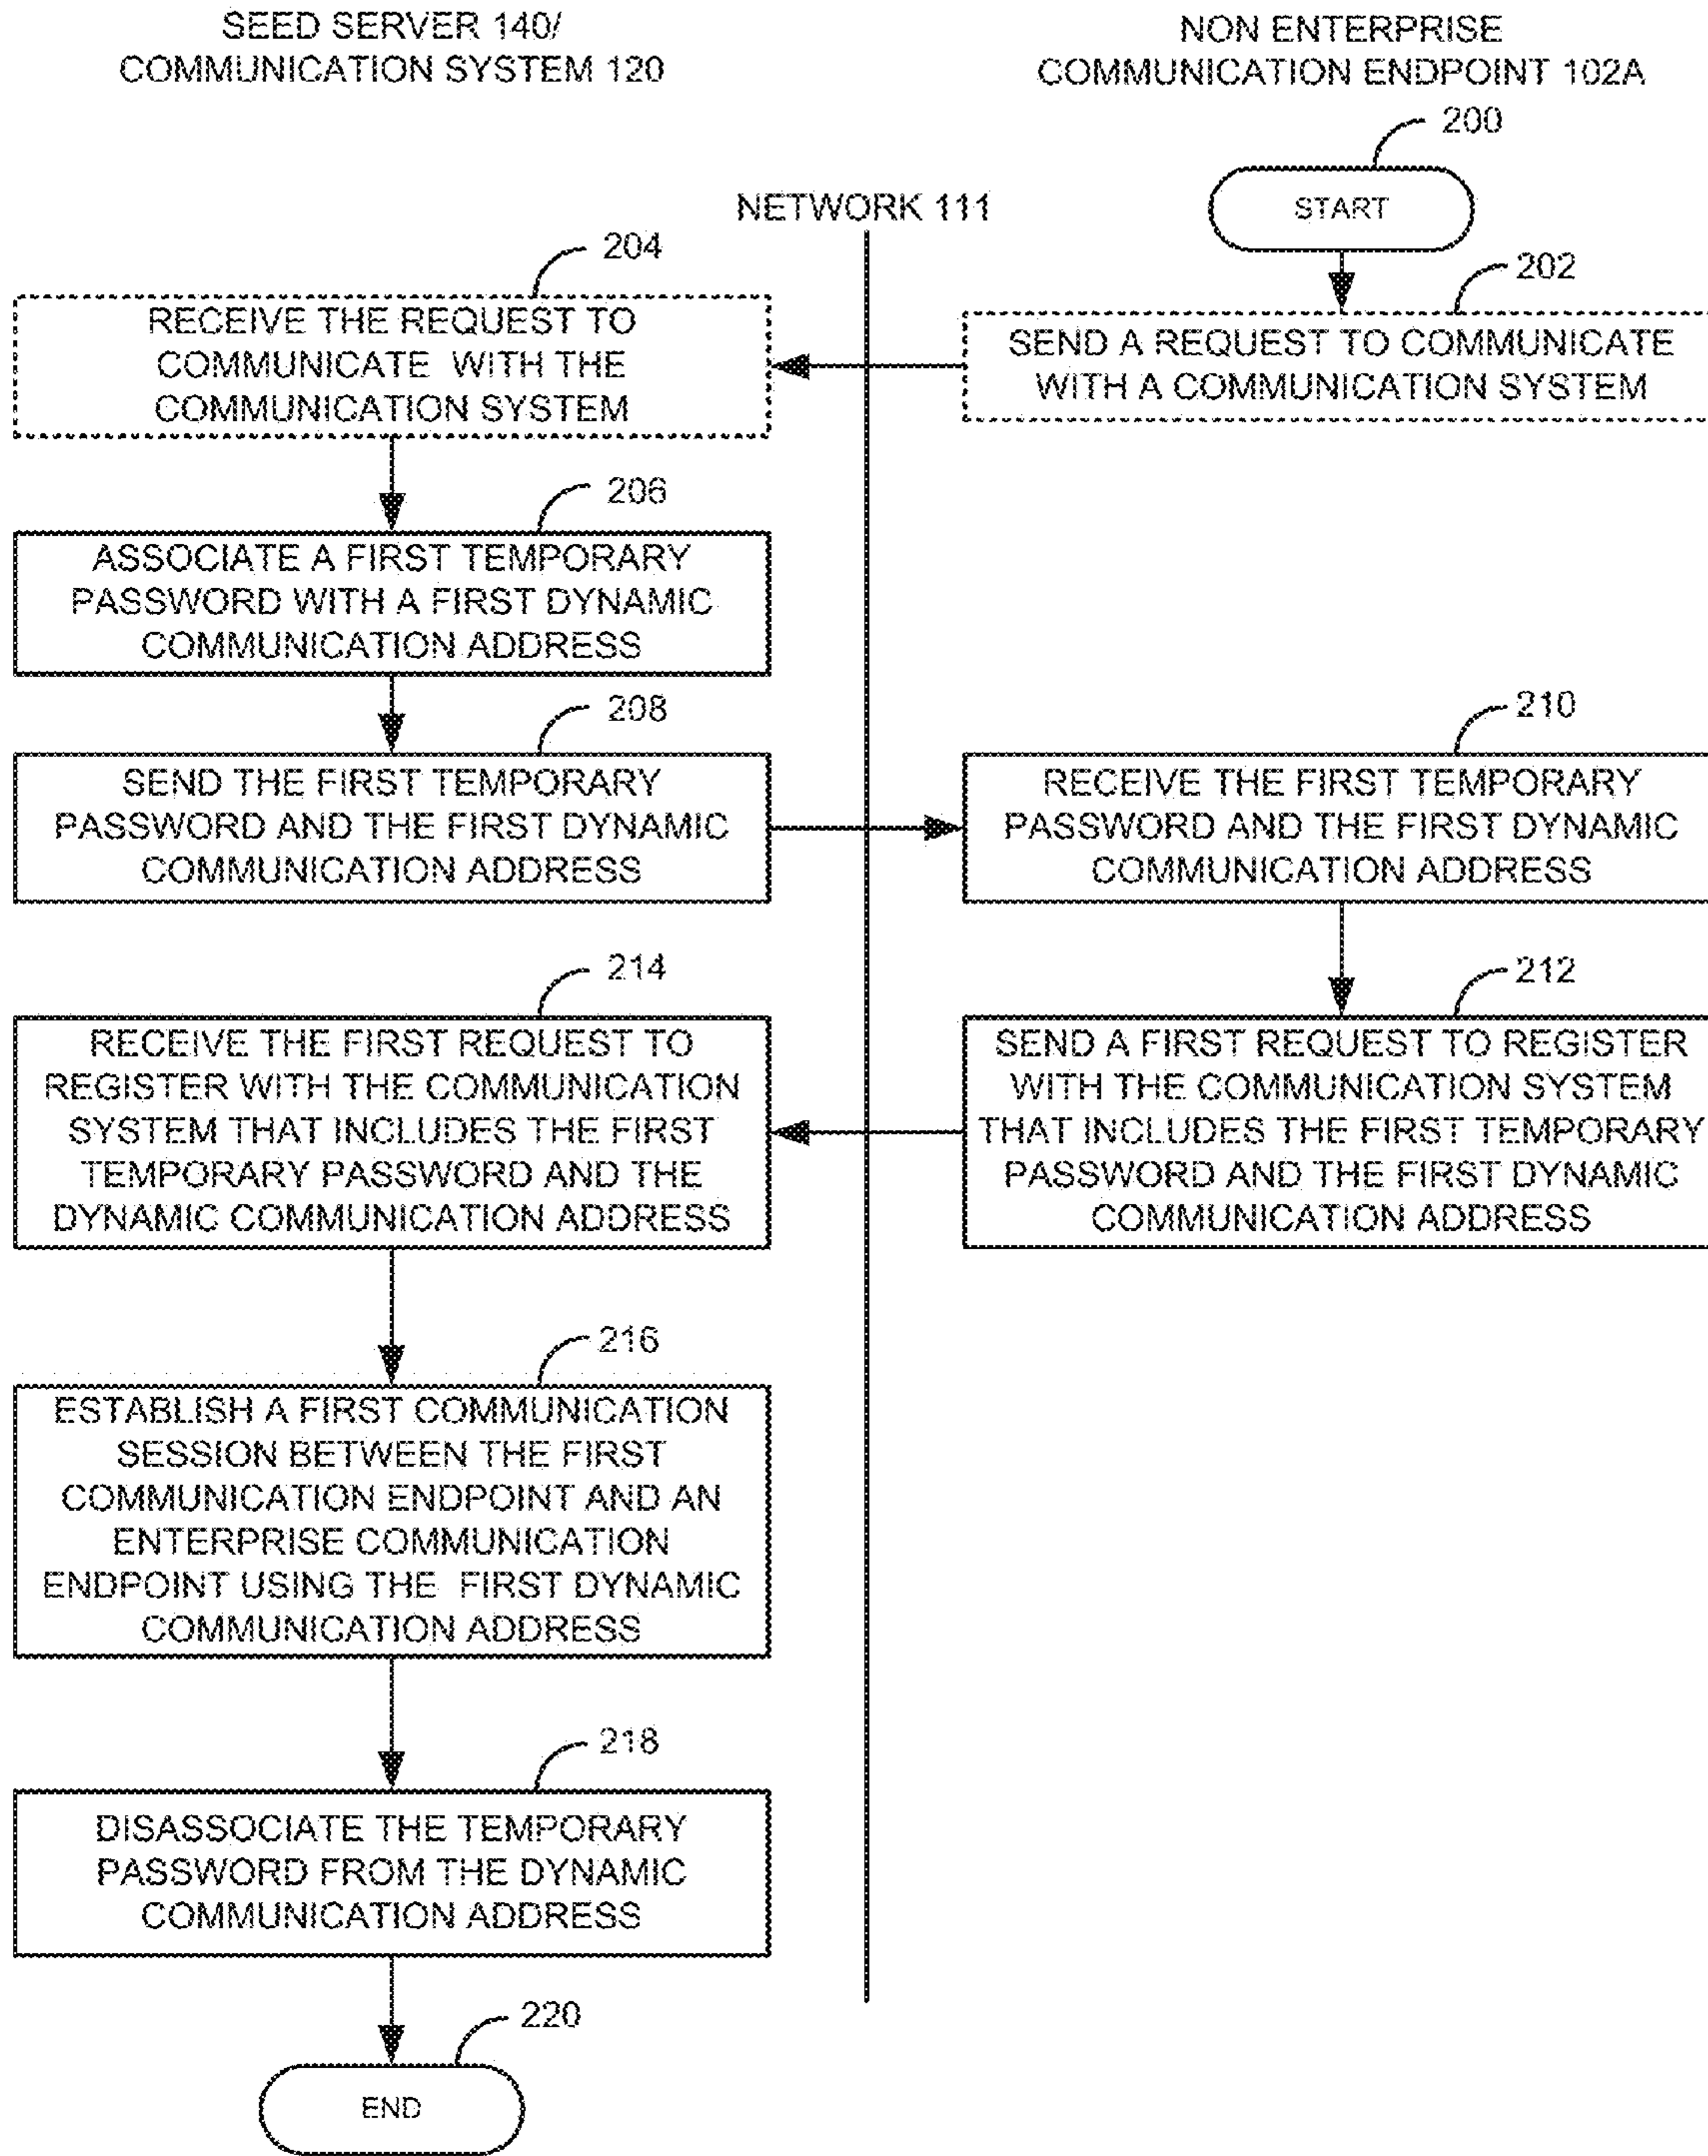 SEED SERVER 140/
COMMUNICATION SYSTEM 120
NON ENTERPRISE
COMMUNICATION ENDPOINT 102A
200
START
NETWORK 111
204
202
RECEIVE THE REQUEST TO
COMMUNICATE WITH THE
COMMUNICATION SYSTEM
SEND A REQUEST TO COMMUNICATE
WITH A COMMUNICATION SYSTEM
206
ASSOCIATE A FIRST TEMPORARY
PASSWORD WITH A FIRST DYNAMIC
COMMUNICATION ADDRESS
208
SEND THE FIRST TEMPORARY
PASSWORD AND THE FIRST DYNAMIC
COMMUNICATION ADDRESS
210
RECEIVE THE FIRST TEMPORARY
PASSWORD AND THE FIRST DYNAMIC
COMMUNICATION ADDRESS
212
SEND A FIRST REQUEST TO REGISTER
WITH THE COMMUNICATION SYSTEM
THAT INCLUDES THE FIRST TEMPORARY
PASSWORD AND THE FIRST DYNAMIC
COMMUNICATION ADDRESS
214
RECEIVE THE FIRST REQUEST TO
REGISTER WITH THE COMMUNICATION
SYSTEM THAT INCLUDES THE FIRST
TEMPORARY PASSWORD AND THE
DYNAMIC COMMUNICATION ADDRESS
216
ESTABLISH A FIRST COMMUNICATION
SESSION BETWEEN THE FIRST
COMMUNICATION ENDPOINT AND AN
ENTERPRISE COMMUNICATION
ENDPOINT USING THE FIRST DYNAMIC
COMMUNICATION ADDRESS
218
DISASSOCIATE THE TEMPORARY
PASSWORD FROM THE DYNAMIC
COMMUNICATION ADDRESS
220
END